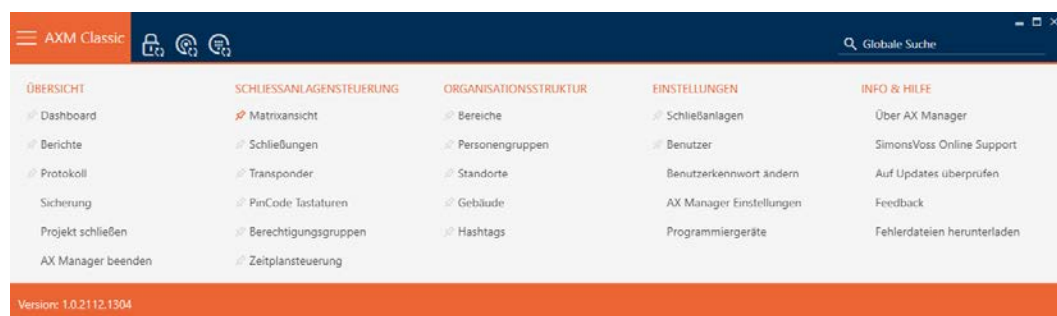 AXM Classic
Globale Suche
ÜBERSICHT
Dashboard
Berichte
Protokoll
Sicherung
Projekt schließen
AX Manager beenden
SCHLIESSANLAGENSTEUERUNG
Matrixansicht
Schließungen
Transponder
PinCode Tastaturen
Berechtigungsgruppen
Zeitplansteuerung
ORGANISATIONSSTRUKTUR
Bereiche
Personengruppen
Standorte
Gebäude
Hashtags
EINSTELLUNGEN
Schließanlagen
Benutzer
Benutzerkennwort ändern
AX Manager Einstellungen
Programmiergeräte
INFO & HILFE
Über AX Manager
SimonsVoss Online Support
Auf Updates überprüfen
Feedback
Fehlerdateien herunterladen
Version: 1.0.2112.1304